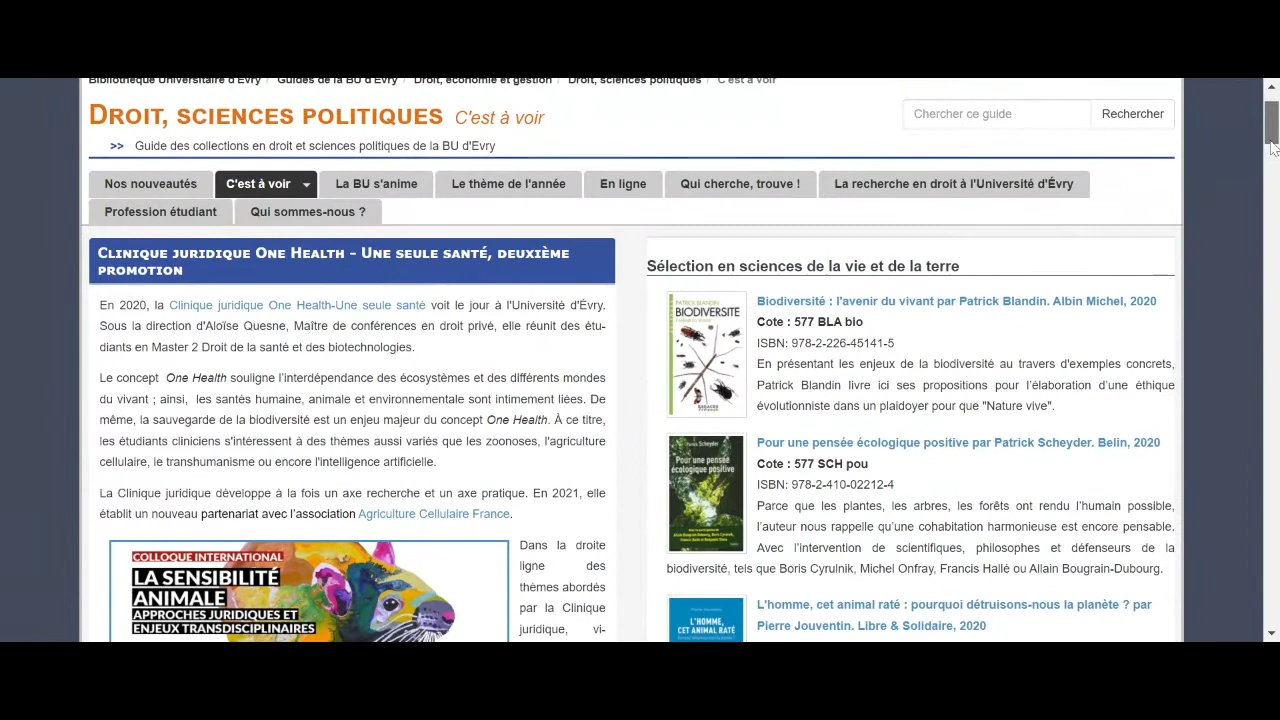 Bibliothèque Universitaire d'Evry / Guides de la BU d'Evry / Droit, économie et gestion / Droit, sciences politiques / C'est à voir
Droit, sciences politiques C'est à voir
Chercher ce guide Rechercher
>> Guide des collections en droit et sciences politiques de la BU d'Evry
Nos nouveautés C'est à voir La BU s'anime Le thème de l'année En ligne Qui cherche, trouve ! La recherche en droit à l'Université d'Évry
Profession étudiant Qui sommes-nous ?
Clinique juridique One Health - Une seule santé, deuxième
promotion
En 2020, la Clinique juridique One Health-Une seule santé voit le jour à l'Université d'Évry.
Sous la direction d'Aloïse Quesne, Maître de conférences en droit privé, elle réunit des étu-
diants en Master 2 Droit de la santé et des biotechnologies.
Le concept One Health souligne l'interdépendance des écosystèmes et des différents mondes
du vivant ; ainsi, les santés humaine, animale et environnementale sont intimement liées. De
même, la sauvegarde de la biodiversité est un enjeu majeur du concept One Health. À ce titre,
les étudiants cliniciens s'intéressent à des thèmes aussi variés que les zoonoses, l'agriculture
cellulaire, le transhumanisme ou encore l'intelligence artificielle.
La Clinique juridique développe à la fois un axe recherche et un axe pratique. En 2021, elle
établit un nouveau partenariat avec l'association Agriculture Cellulaire France.
COLLOQUE INTERNATIONAL
LA SENSIBILITÉ
ANIMALE
APPROCHES JURIDIQUES ET
ENJEUX TRANSDISCIPLINAIRES
Dans la droite
ligne des
thèmes abordés
par la Clinique
juridique, vi-
Sélection en sciences de la vie et de la terre
PATRICK BLANDIN
BIODIVERSITÉ
Biodiversité : l'avenir du vivant par Patrick Blandin. Albin Michel, 2020
Cote : 577 BLA bio
ISBN: 978-2-226-45141-5
En présentant les enjeux de la biodiversité au travers d'exemples concrets,
Patrick Blandin livre ici ses propositions pour l'élaboration d'une éthique
évolutionniste dans un plaidoyer pour que "Nature vive".
Patrick Scheyder
Pour une pensée
écologique positive
Pour une pensée écologique positive par Patrick Scheyder. Belin, 2020
Cote : 577 SCH pou
ISBN: 978-2-410-02212-4
Parce que les plantes, les arbres, les forêts ont rendu l'humain possible,
l'auteur nous rappelle qu'une cohabitation harmonieuse est encore pensable.
Avec l'intervention de scientifiques, philosophes et défenseurs de la
biodiversité, tels que Boris Cyrulnik, Michel Onfray, Francis Hallé ou Allain Bougrain-Dubourg.
L'HOMME,
CET ANIMAL RATÉ
L'homme, cet animal raté : pourquoi détruisons-nous la planète ? par
Pierre Jouventin. Libre & Solidaire, 2020